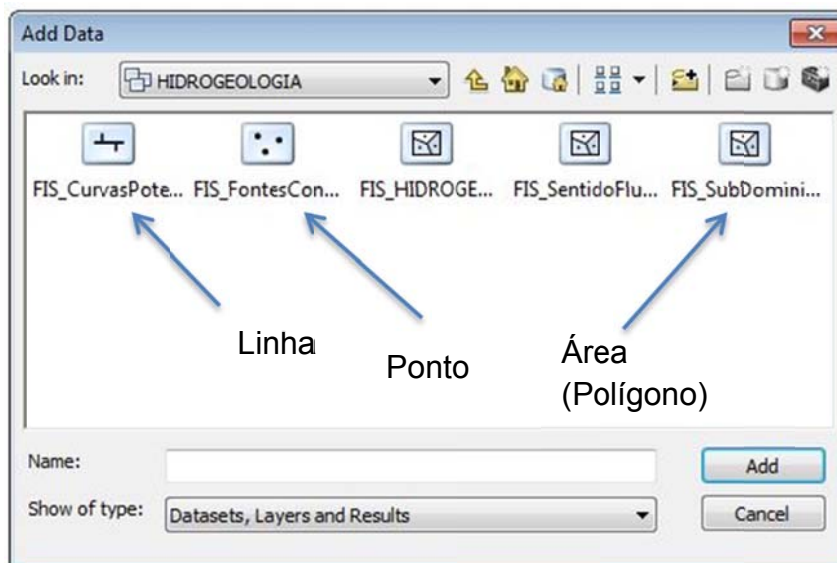 Add Data
Look in: HIDROGEOLOGIA
FIS_CurvasPote... FIS_FontesCon... FIS_HIDROGE... FIS_SentidoFlu... FIS_SubDomini...
Linha
Ponto
Área
(Polígono)
Name:
Add
Show of type: Datasets, Layers and Results
Cancel